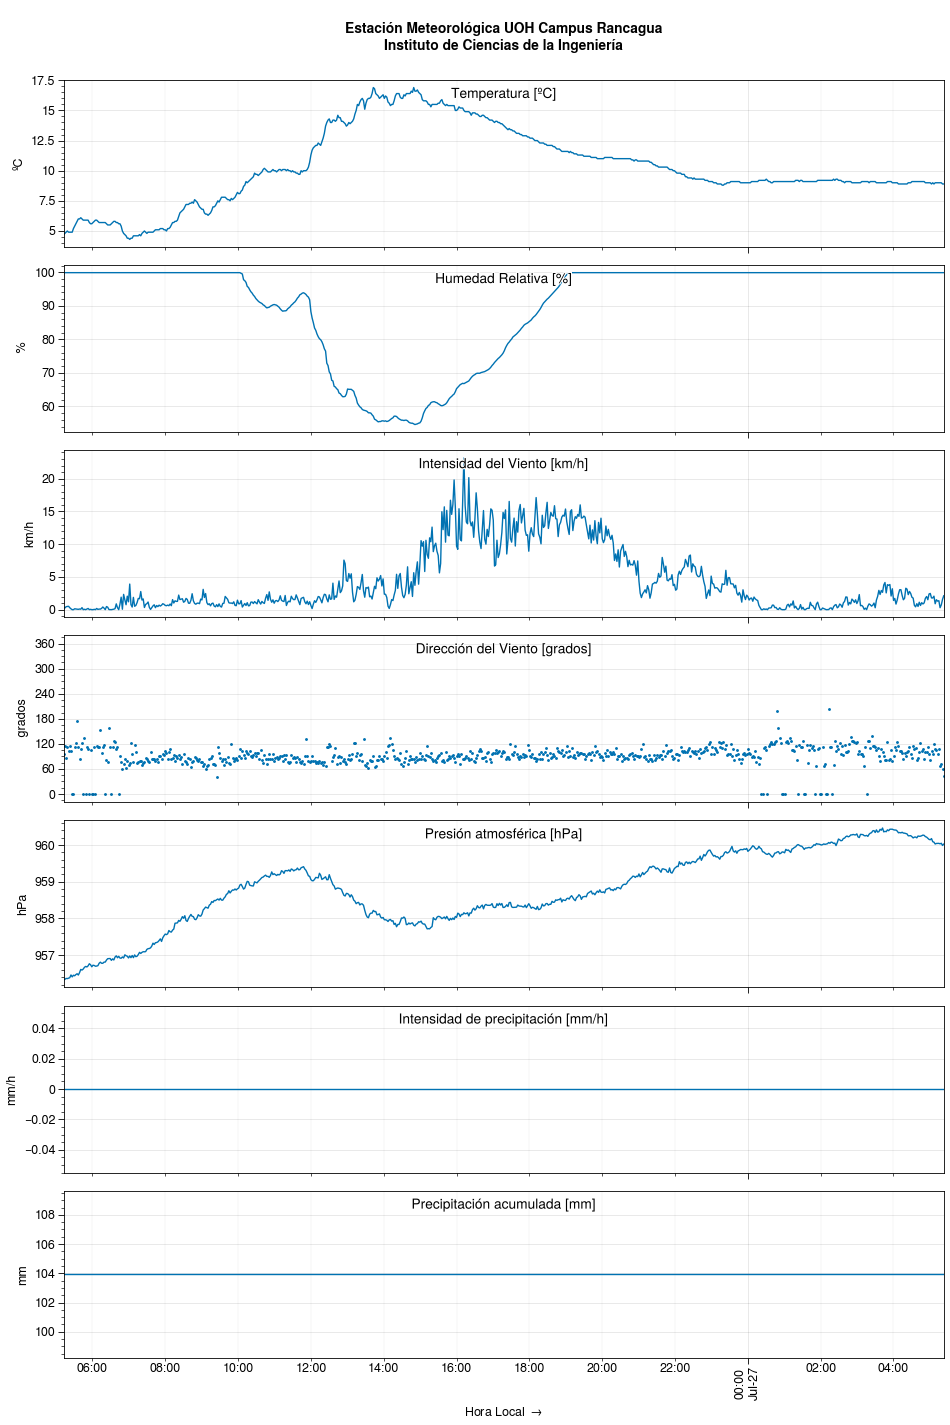 Estación Meteorológica UOH Campus Rancagua
Instituto de Ciencias de la Ingeniería
Temperatura [ºC]
17.5
15
12.5
10
7.5
5
ºC
Humedad Relativa [%]
100
90
80
70
60
%
Intensidad del Viento [km/h]
20
15
10
5
0
km/h
Dirección del Viento [grados]
360
300
240
180
120
60
0
grados
Presión atmosférica [hPa]
960
959
958
957
hPa
Intensidad de precipitación [mm/h]
0.04
0.02
0
−0.02
−0.04
mm/h
Precipitación acumulada [mm]
108
106
104
102
100
mm
06:00
08:00
10:00
12:00
14:00
16:00
18:00
20:00
22:00
00:00
Jul-27
02:00
04:00
Hora Local →